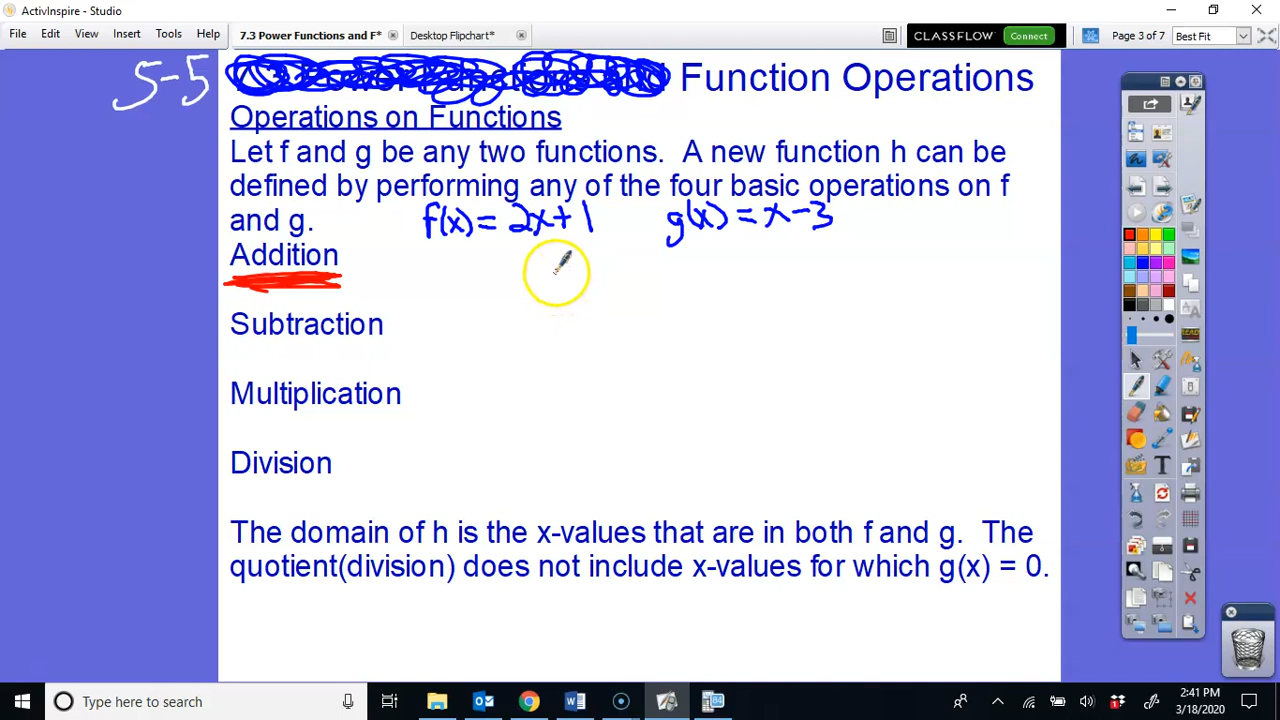 ActivInspire - Studio
File Edit View Insert Tools Help
7.3 Power Functions and F* Desktop Flipchart* CLASSFLOW Connect Page 3 of 7 Best Fit
5-5 Function Operations
Operations on Functions
Let f and g be any two functions. A new function h can be
defined by performing any of the four basic operations on f
and g. f(x) = 2x+1 g(x) = x-3
Addition
Subtraction
Multiplication
Division
The domain of h is the x-values that are in both f and g. The
quotient(division) does not include x-values for which g(x) = 0.
Type here to search
2:41 PM
3/18/2020